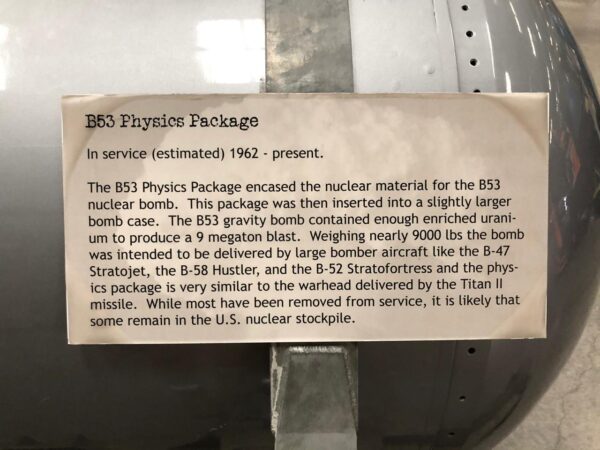 B53 Physics Package
In service (estimated) 1962 - present.
The B53 Physics Package encased the nuclear material for the B53
nuclear bomb.  This package was then inserted into a slightly larger
bomb case.  The B53 gravity bomb contained enough enriched urani-
um to produce a 9 megaton blast.  Weighing nearly 9000 lbs the bomb
was intended to be delivered by large bomber aircraft like the B-47
Stratojet, the B-58 Hustler, and the B-52 Stratofortress and the phys-
ics package is very similar to the warhead delivered by the Titan II
missile.  While most have been removed from service, it is likely that
some remain in the U.S. nuclear stockpile.